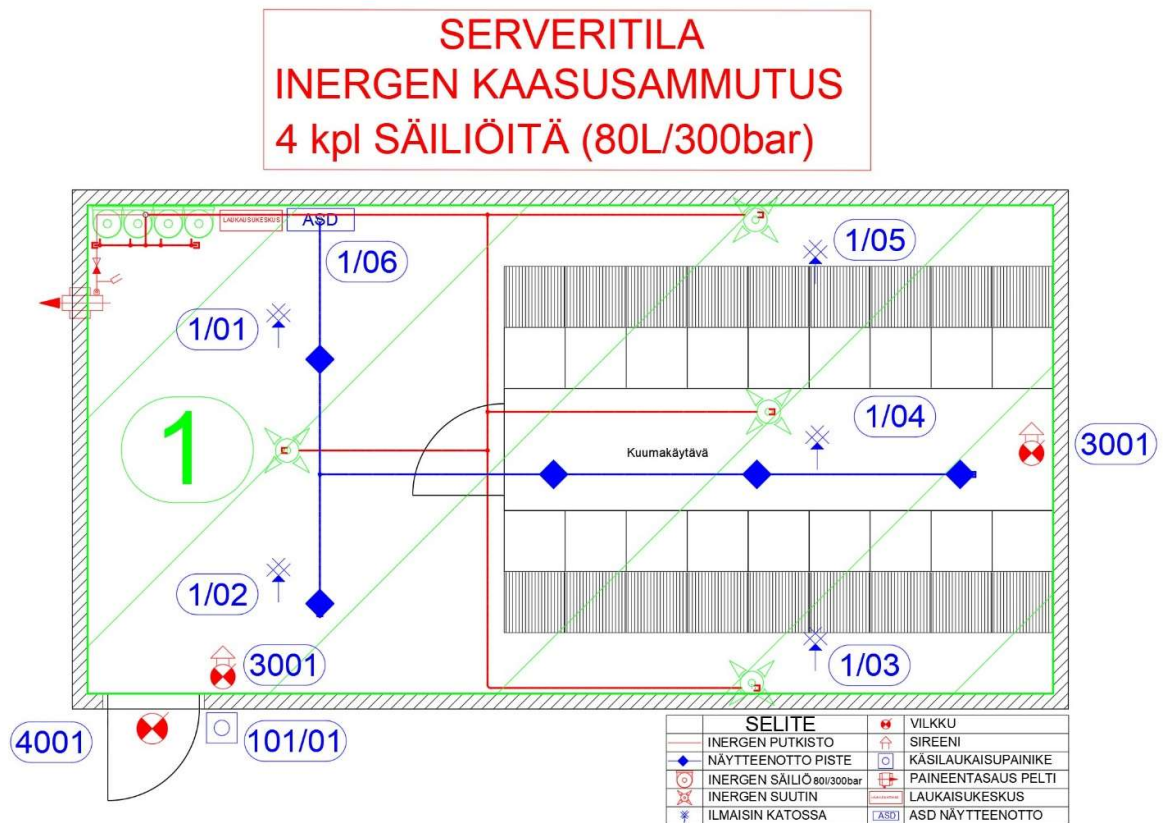 SERVERITILA
INERGEN KAASUSAMMUTUS
4 kpl SÄILIÖITÄ (80L/300bar)
LAUKAUSUKESKUS
ASD
1/06
1/05
1/01
1
1/04
Kuumakäytävä
3001
1/02
3001
1/03
4001
101/01
SELITE
INERGEN PUTKISTO
NÄYTTEENOTTO PISTE
INERGEN SÄILIÖ 80l/300bar
INERGEN SUUTIN
ILMAISIN KATOSSA
VILKKU
SIREENI
KÄSILAUKAISUPAINIKE
PAINEENTASAUS PELTI
LAUKAISUKESKUS
ASD
ASD NÄYTTEENOTTO